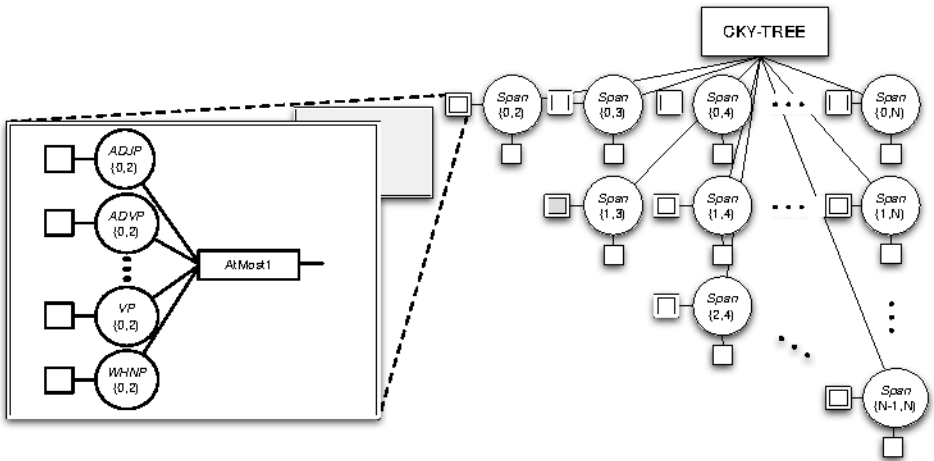 CKY-TREE
Span
{0,2)
Span
{0,3)
Span
{0,4)
Span
{0,N)
Span
{1,3)
Span
{1,4)
Span
{1,N)
Span
{2,4)
Span
{N-1,N)
ADJP
{0,2)
ADVP
{0,2)
AtMost1
VP
{0,2)
WHNP
{0,2)